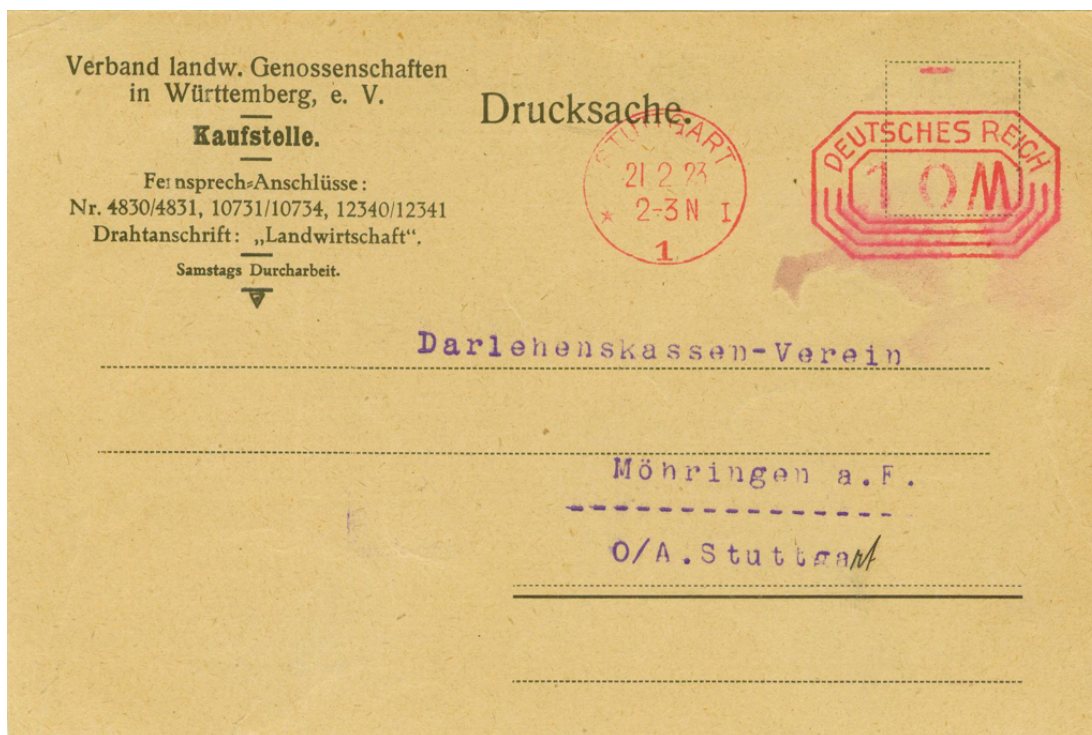 Verband landw. Genossenschaften
in Württemberg, e. V.
Kaufstelle.
Fernsprech=Anschlüsse:
Nr. 4830/4831, 10731/10734, 12340/12341
Drahtanschrift: „Landwirtschaft“.
Samstags Durcharbeit.
Drucksache.
STUTTGART
21 2 23
* 2-3 N I
1
DEUTSCHES REICH
10 M
Darlehenskassen-Verein
Möhringen a.F.
O/A.Stuttgart